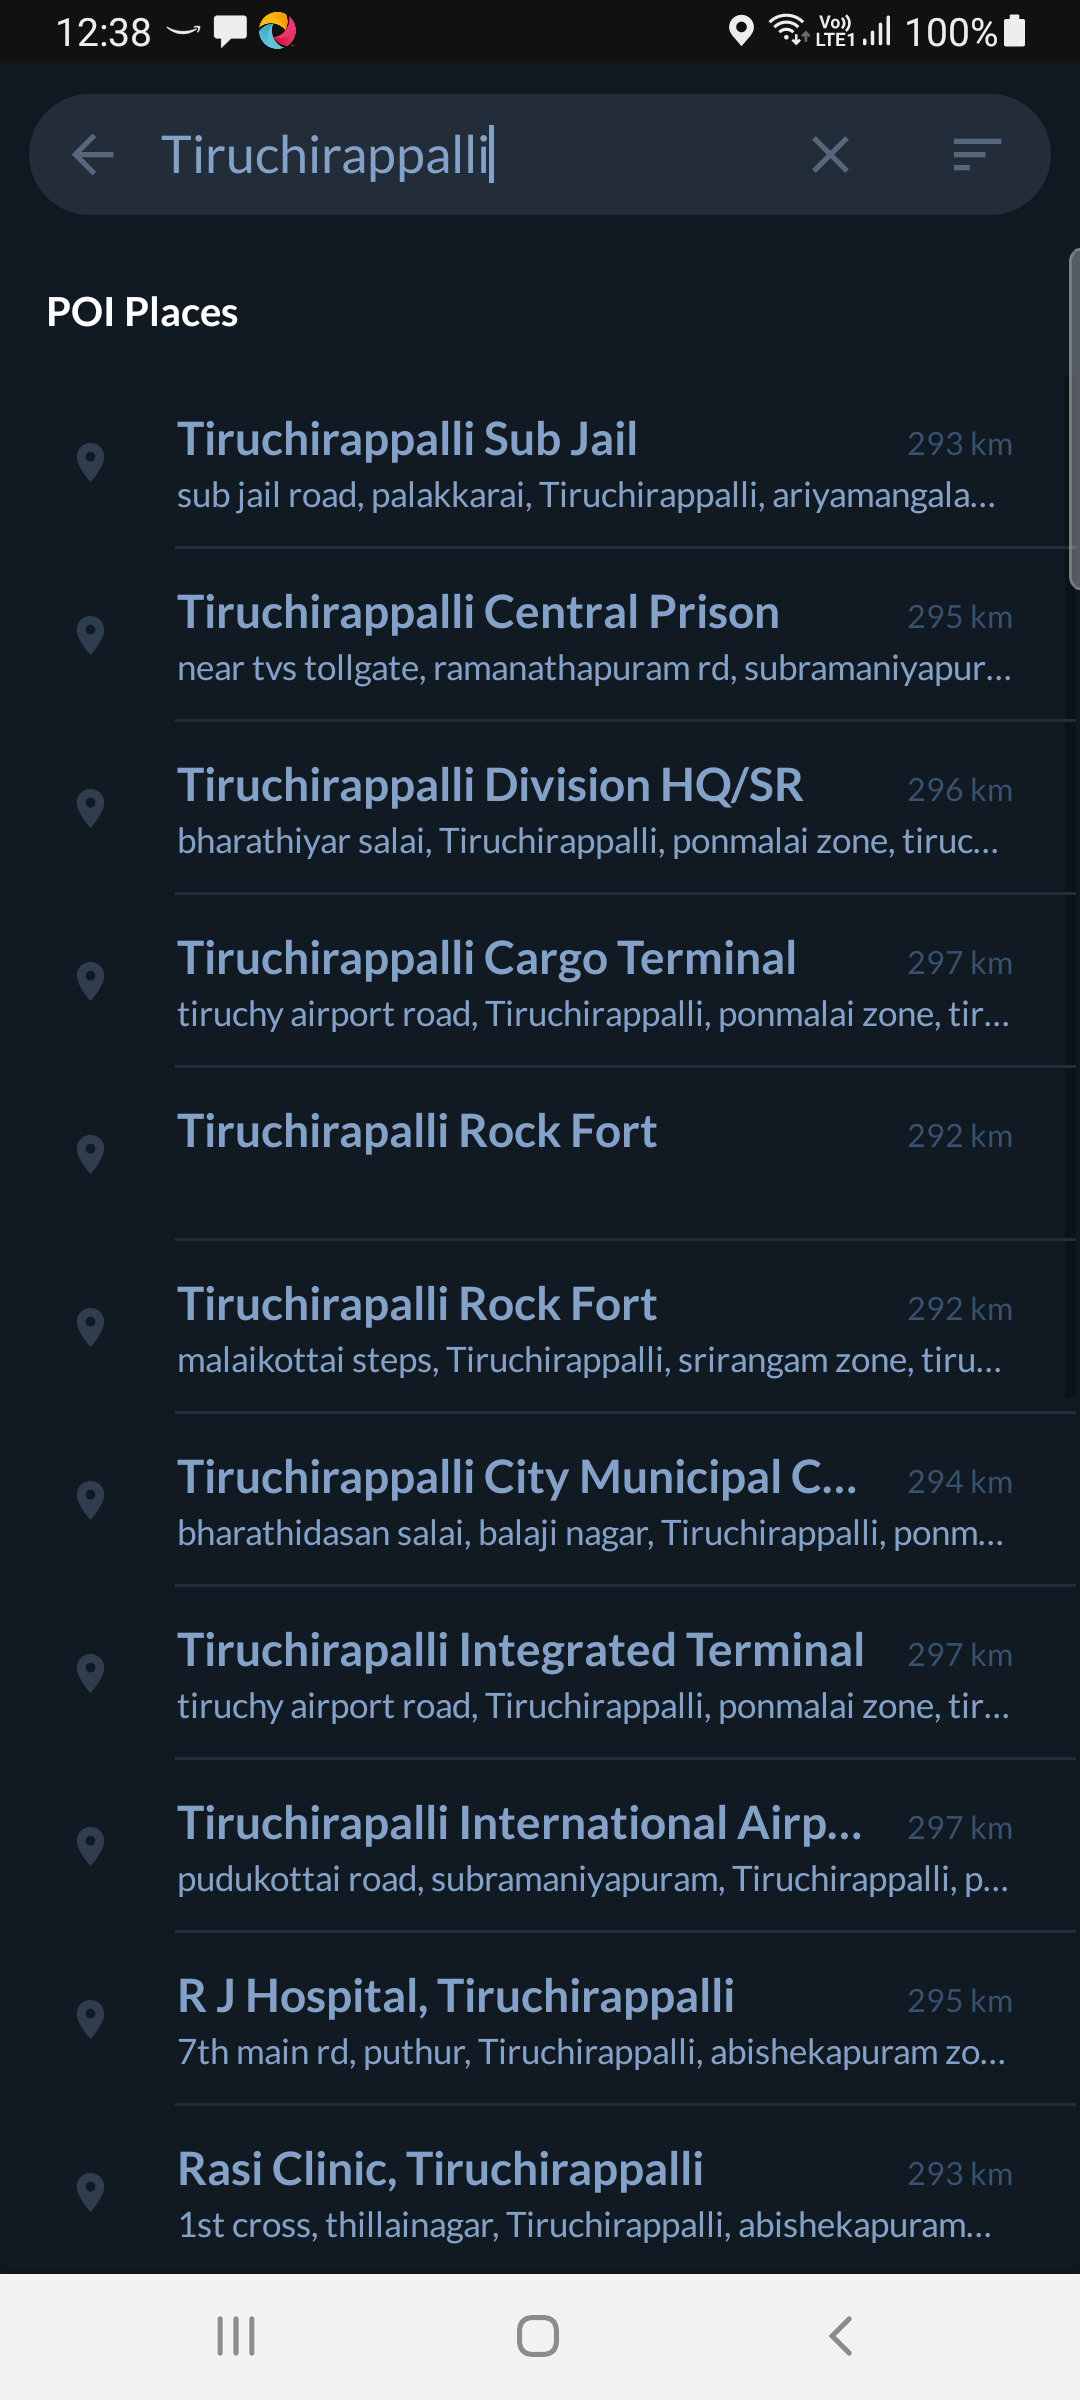 12:38 Vo)) LTE1 100%
Tiruchirappalli
POI Places
Tiruchirappalli Sub Jail 293 km
sub jail road, palakkarai, Tiruchirappalli, ariyamangala...
Tiruchirappalli Central Prison 295 km
near tvs tollgate, ramanathapuram rd, subramaniyapur...
Tiruchirappalli Division HQ/SR 296 km
bharathiyar salai, Tiruchirappalli, ponmalai zone, tiruc...
Tiruchirappalli Cargo Terminal 297 km
tiruchy airport road, Tiruchirappalli, ponmalai zone, tir...
Tiruchirapalli Rock Fort 292 km
Tiruchirapalli Rock Fort 292 km
malaikottai steps, Tiruchirappalli, srirangam zone, tiru...
Tiruchirappalli City Municipal C... 294 km
bharathidasan salai, balaji nagar, Tiruchirappalli, ponm...
Tiruchirapalli Integrated Terminal 297 km
tiruchy airport road, Tiruchirappalli, ponmalai zone, tir...
Tiruchirapalli International Airp... 297 km
pudukottai road, subramaniyapuram, Tiruchirappalli, p...
R J Hospital, Tiruchirappalli 295 km
7th main rd, puthur, Tiruchirappalli, abishekapuram zo...
Rasi Clinic, Tiruchirappalli 293 km
1st cross, thillainagar, Tiruchirappalli, abishekapuram...